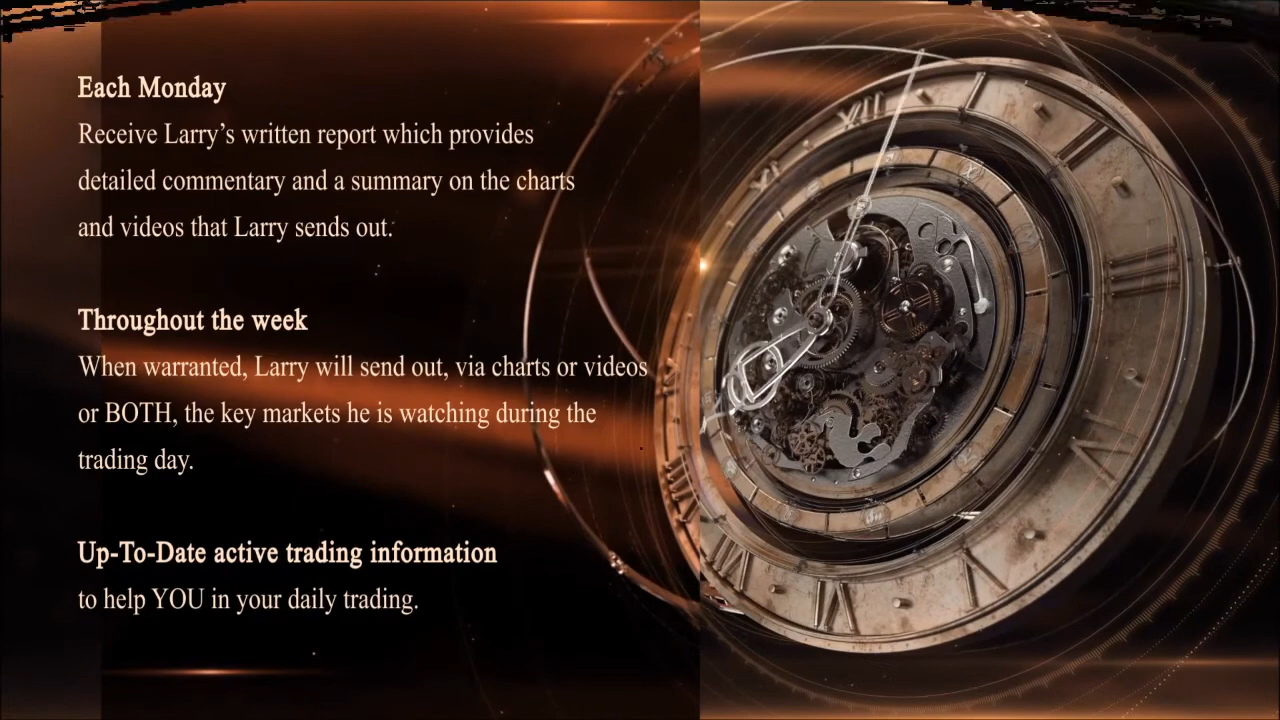 Each Monday
Receive Larry’s written report which provides
detailed commentary and a summary on the charts
and videos that Larry sends out.
Throughout the week
When warranted, Larry will send out, via charts or videos
or BOTH, the key markets he is watching during the
trading day.
Up-To-Date active trading information
to help YOU in your daily trading.
XII